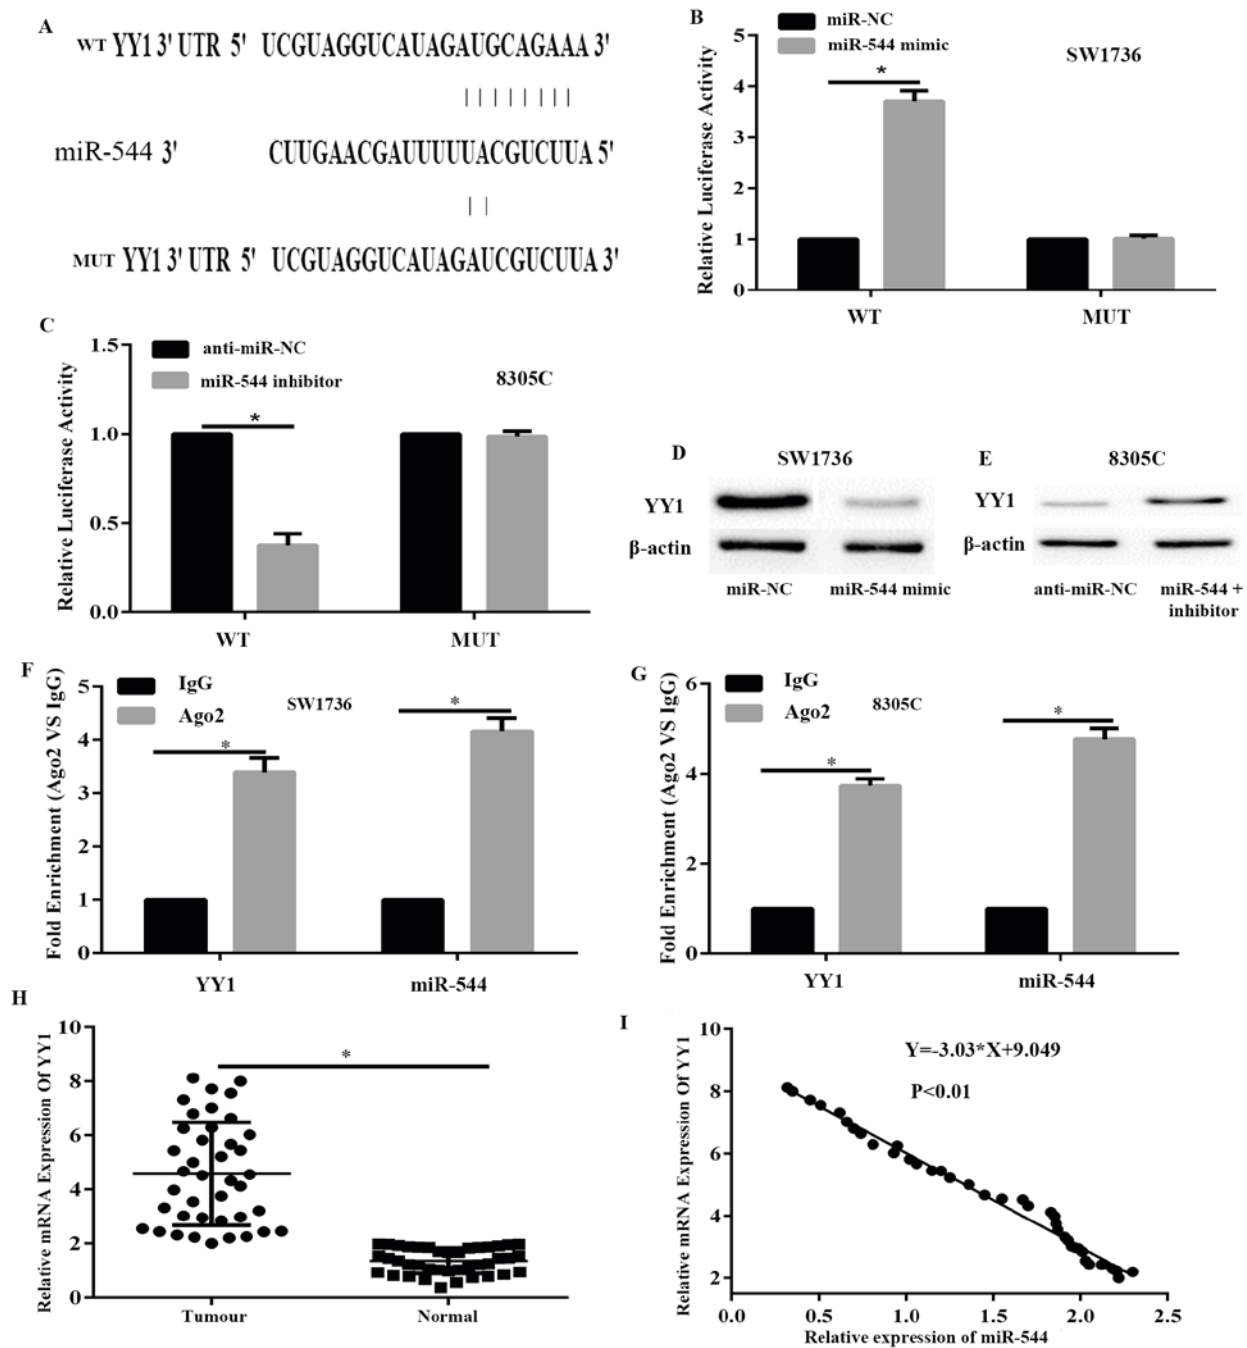 A
WT YY1 3' UTR 5' UCGUAGGUCAUAGAUGCAGAAA 3'
miR-544 3' CUUGAACGAUUUUUACGUCUUA 5'
MUT YY1 3' UTR 5' UCGUAGGUCAUAGAUCGUCUUA 3'
B
miR-NC
miR-544 mimic
SW1736
*
Relative Luciferase Activity
5
4
3
2
1
0
WT MUT
C
anti-miR-NC
miR-544 inhibitor
8305C
*
Relative Luciferase Activity
1.5
1.0
0.5
0.0
WT MUT
D SW1736
YY1
β-actin
miR-NC miR-544 mimic
E 8305C
YY1
β-actin
anti-miR-NC miR-544 +
inhibitor
F
IgG
Ago2
SW1736
*
*
Fold Enrichment (Ago2 VS IgG)
5
4
3
2
1
0
YY1 miR-544
G
IgG
Ago2
8305C
*
*
Fold Enrichment (Ago2 VS IgG)
6
4
2
0
YY1 miR-544
H
*
Relative mRNA Expression Of YY1
10
8
6
4
2
0
Tumour Normal
I
Y=-3.03*X+9.049
P<0.01
Relative mRNA Expression Of YY1
10
8
6
4
2
0.0 0.5 1.0 1.5 2.0 2.5
Relative expression of miR-544